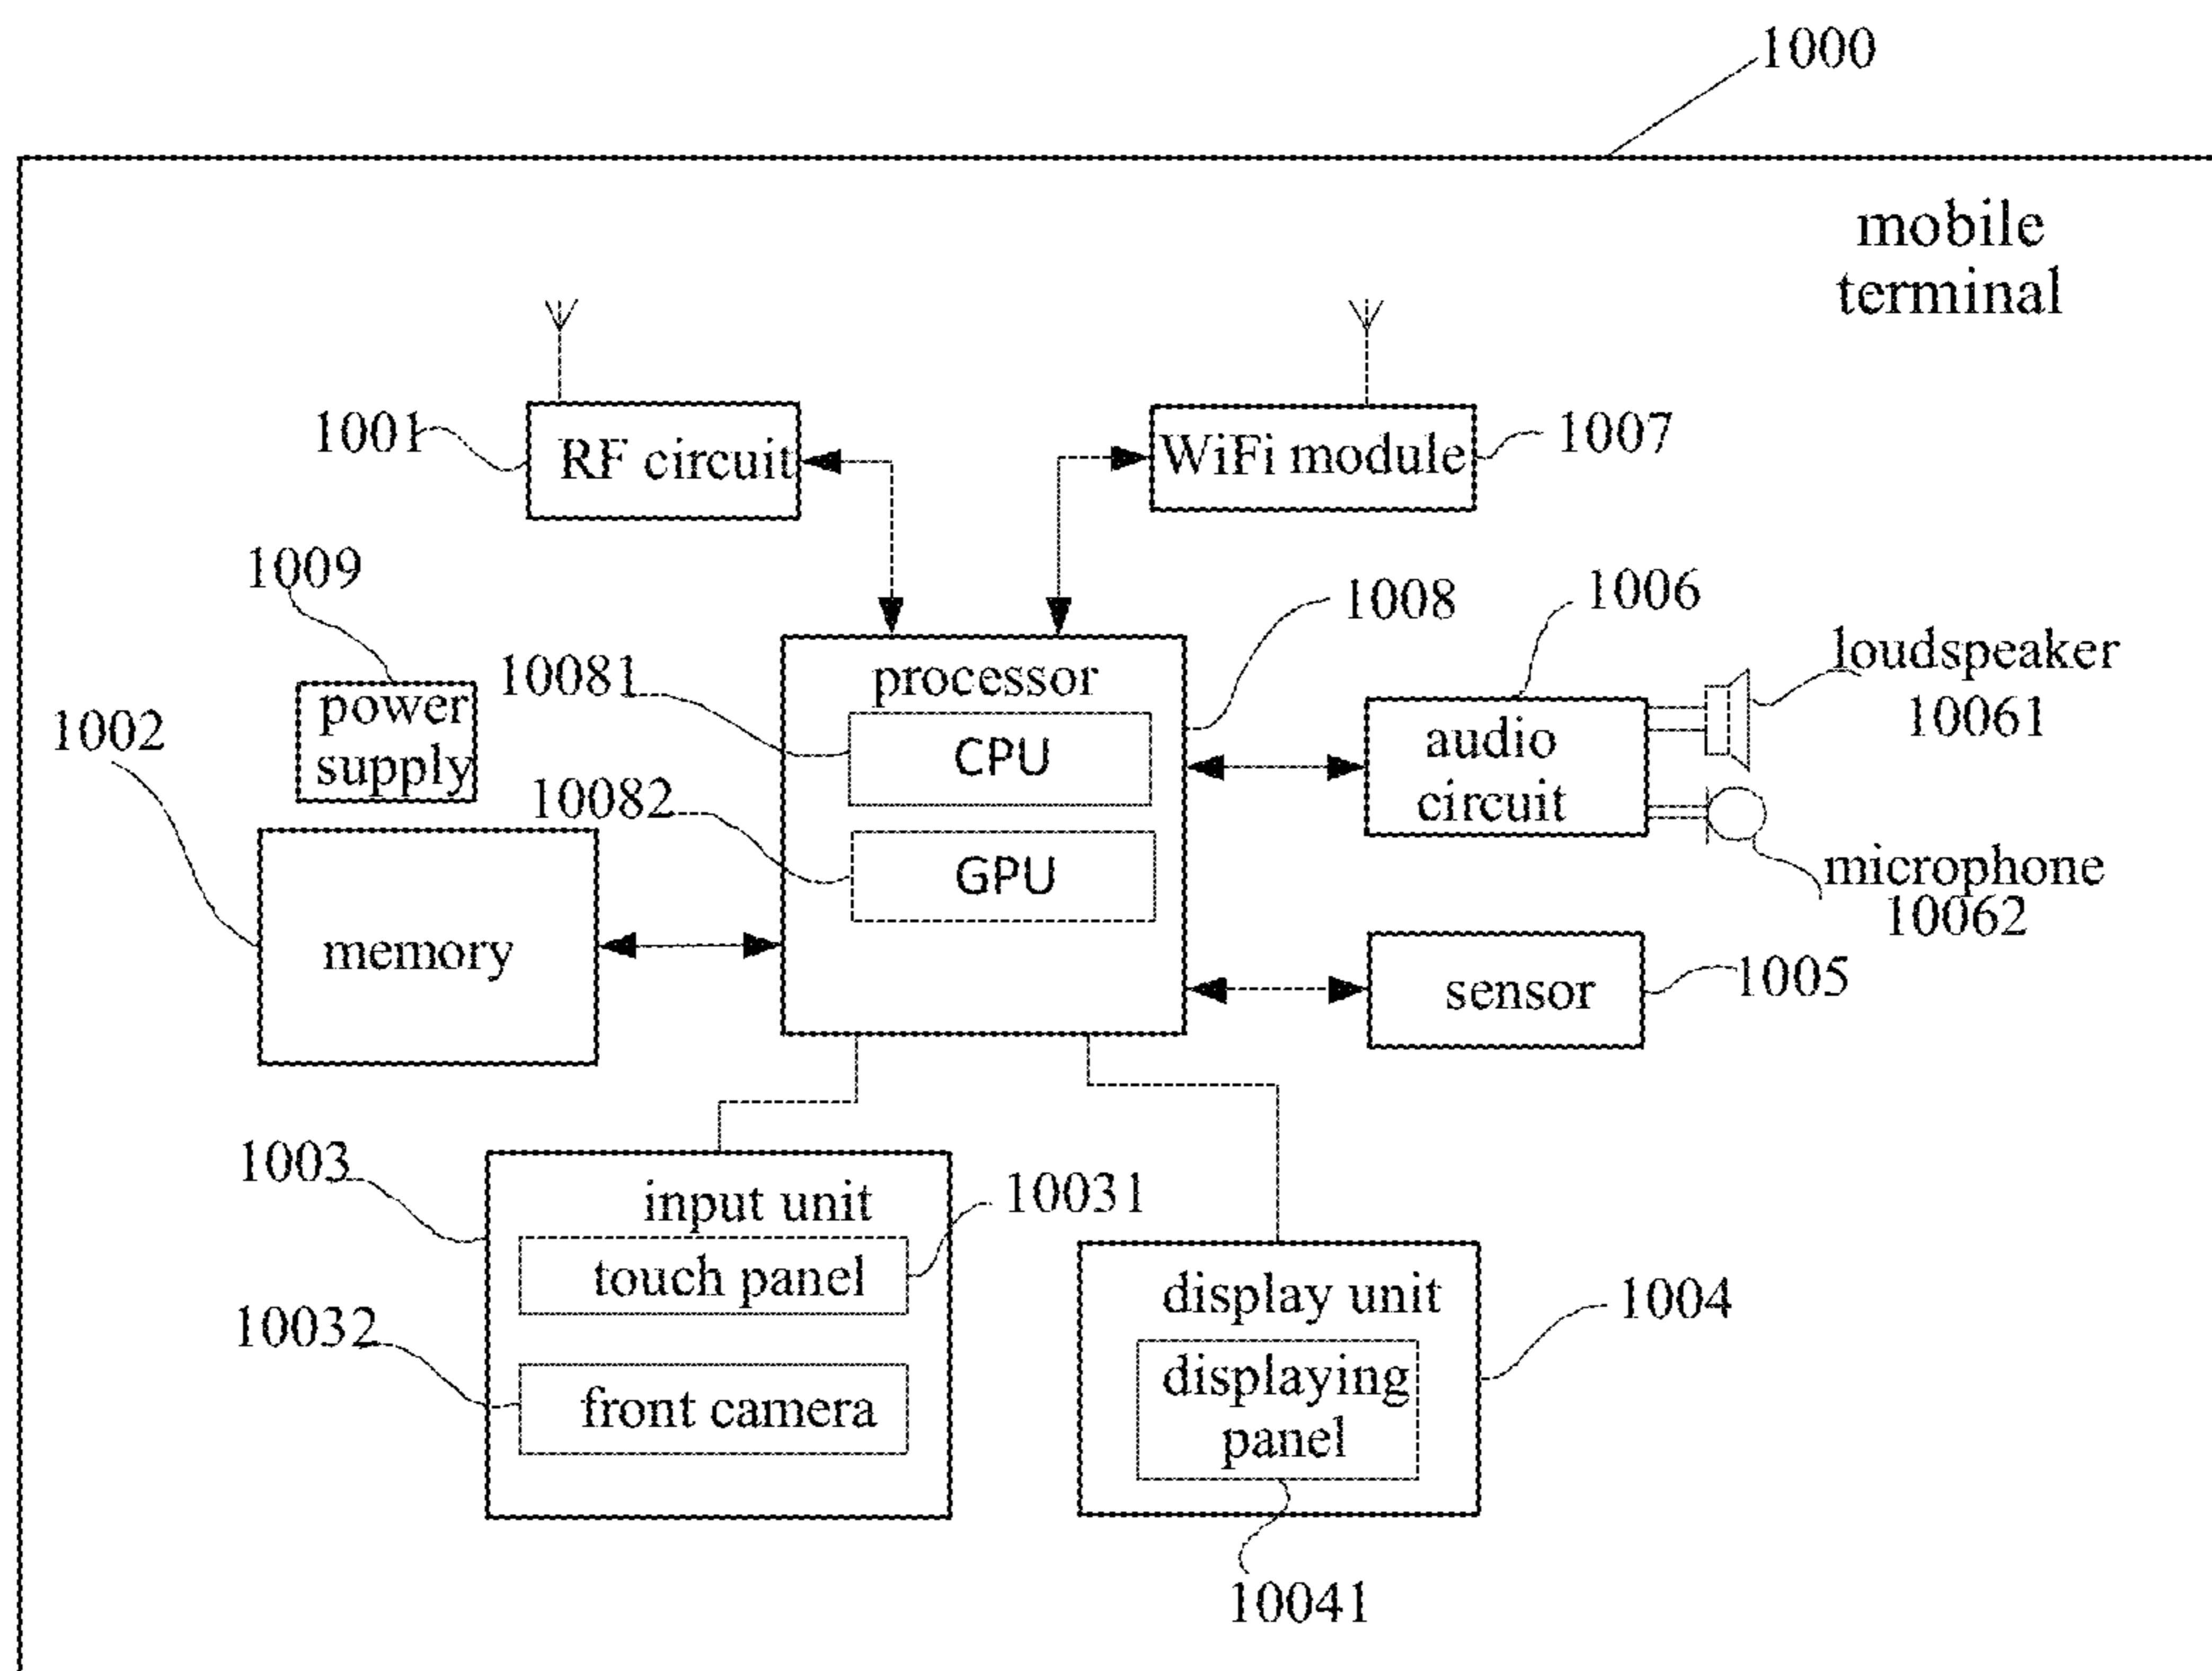 1000
mobile
terminal
1001
RF circuit
WiFi module
1007
1009
power
supply
1002
memory
10081
10082
processor
CPU
GPU
1008
1006
audio
circuit
loudspeaker
10061
microphone
10062
sensor
1005
1003
input unit
touch panel
10031
10032
front camera
display unit
displaying
panel
1004
10041